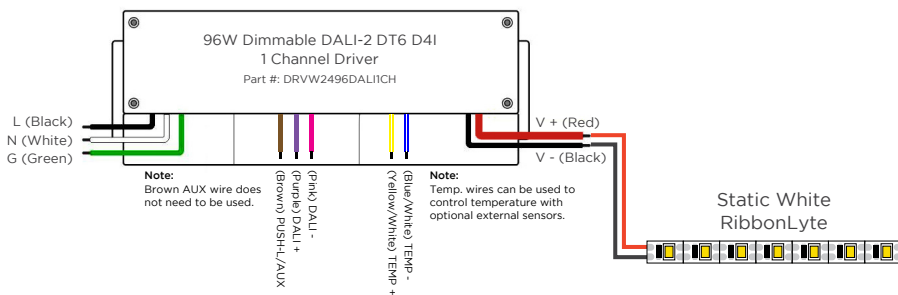 96W Dimmable DALI-2 DT6 D4I
1 Channel Driver
Part #: DRVW2496DALI1CH
L (Black)
N (White)
G (Green)
V + (Red)
V - (Black)
Note:
Brown AUX wire does
not need to be used.
(Brown) PUSH-L/AUX
(Purple) DALI +
(Pink) DALI -
(Yellow/White) TEMP +
(Blue/White) TEMP -
Note:
Temp. wires can be used to
control temperature with
optional external sensors.
Static White
RibbonLyte